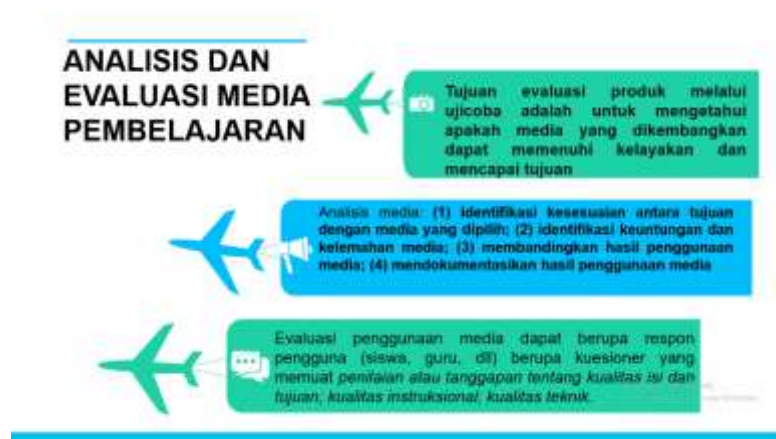 ANALISIS DAN
EVALUASI MEDIA
PEMBELAJARAN
Tujuan evaluasi produk melalui
ujicoba adalah untuk mengetahui
apakah media yang dikembangkan
dapat memenuhi kelayakan dan
mencapai tujuan
Analisis media: (1) identifikasi kesesuaian antara tujuan
dengan media yang dipilih; (2) identifikasi keuntungan dan
kelemahan media; (3) membandingkan hasil penggunaan
media; (4) mendokumentasikan hasil penggunaan media
Evaluasi penggunaan media dapat berupa respon
pengguna (siswa, guru, dll) berupa kuesioner yang
memuat penilaian atau tanggapan tentang kualitas isi dan
tujuan; kualitas instruksional; kualitas teknik.